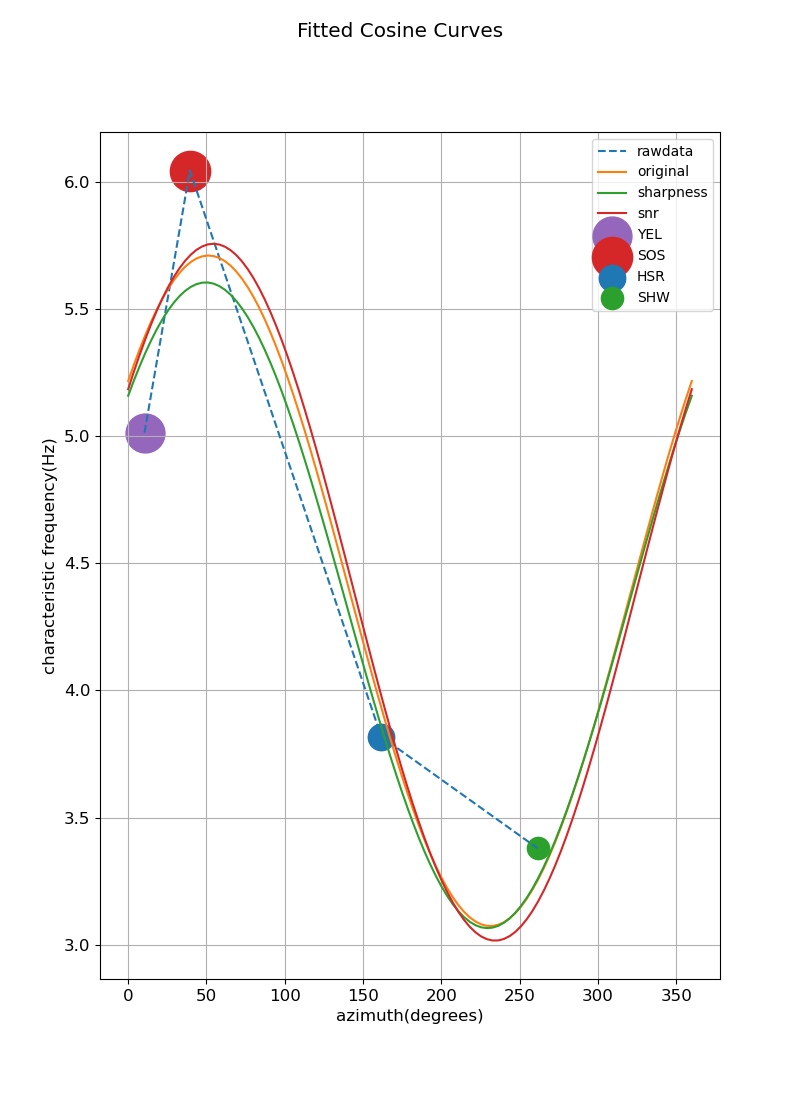 Fitted Cosine Curves
rawdata
original
sharpness
snr
YEL
SOS
HSR
SHW
characteristic frequency(Hz)
6.0
5.5
5.0
4.5
4.0
3.5
3.0
0 50 100 150 200 250 300 350
azimuth(degrees)